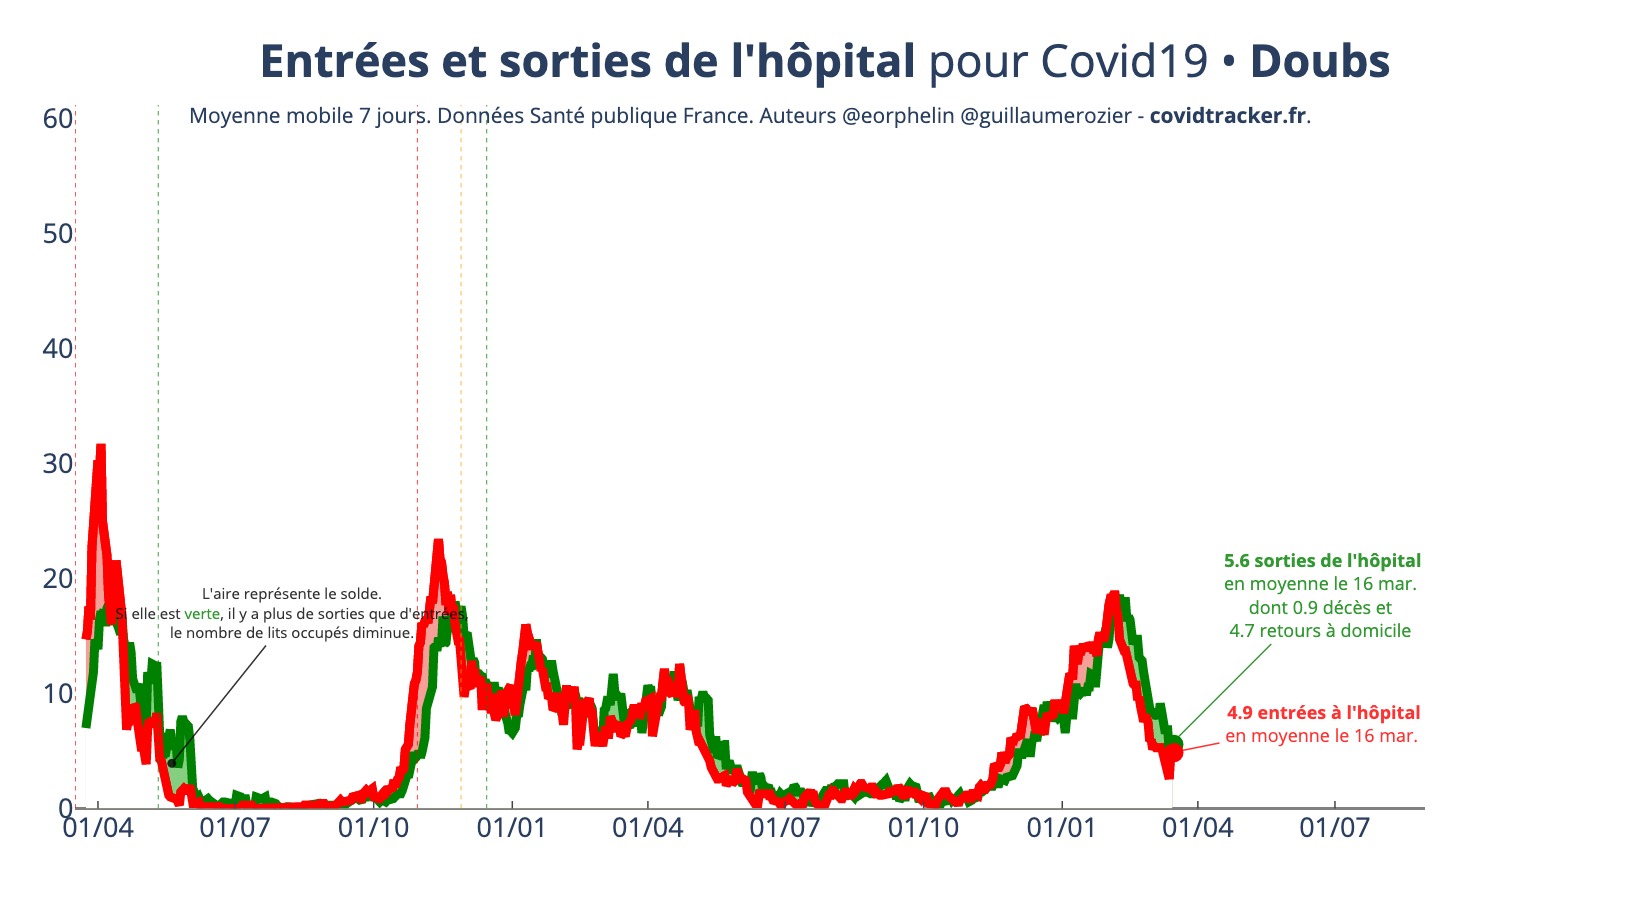 Entrées et sorties de l'hôpital pour Covid19 • Doubs
Moyenne mobile 7 jours. Données Santé publique France. Auteurs @eorphelin @guillaumerozier - covidtracker.fr.
60
50
40
30
20
10
0
L'aire représente le solde.
Si elle est verte, il y a plus de sorties que d'entrées,
le nombre de lits occupés diminue.
5.6 sorties de l'hôpital
en moyenne le 16 mar.
dont 0.9 décès et
4.7 retours à domicile
4.9 entrées à l'hôpital
en moyenne le 16 mar.
01/04 01/07 01/10 01/01 01/04 01/07 01/10 01/01 01/04 01/07